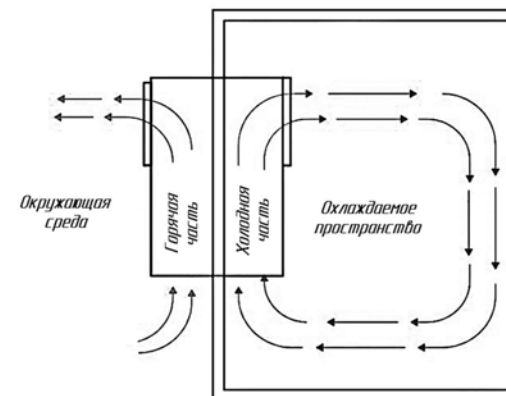 Окружающая
среда
Горячая
часть
Холодная
часть
Охлаждаемое
пространство